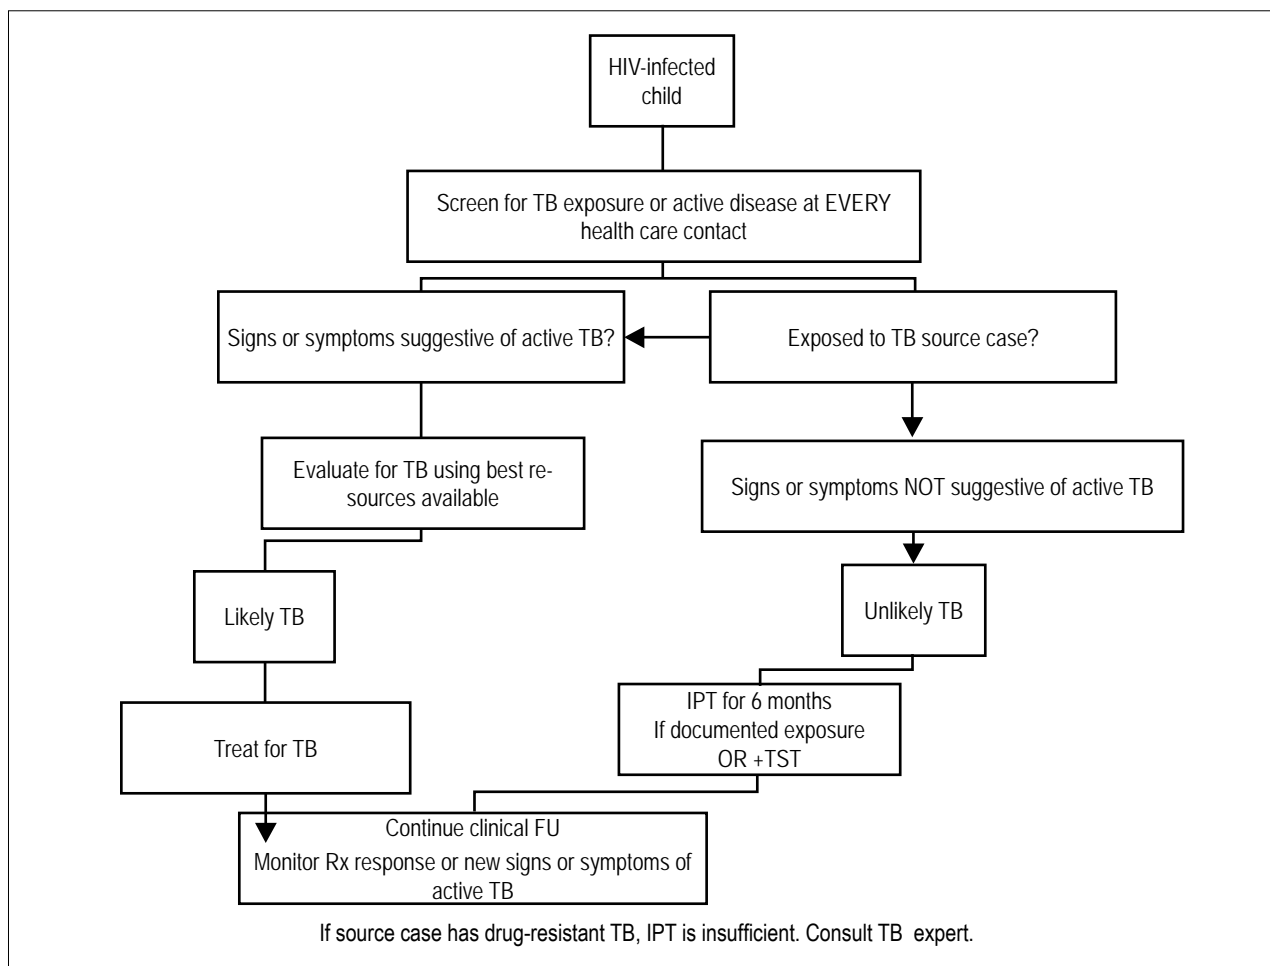 HIV-infected
child
Screen for TB exposure or active disease at EVERY
health care contact
Signs or symptoms suggestive of active TB?
Exposed to TB source case?
Evaluate for TB using best re-
sources available
Signs or symptoms NOT suggestive of active TB
Likely TB
Unlikely TB
IPT for 6 months
If documented exposure
OR +TST
Treat for TB
Continue clinical FU
Monitor Rx response or new signs or symptoms of
active TB
If source case has drug-resistant TB, IPT is insufficient. Consult TB expert.